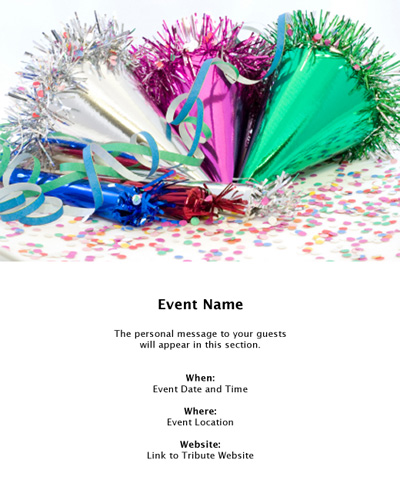 Event Name
The personal message to your guests
will appear in this section.
When:
Event Date and Time
Where:
Event Location
Website:
Link to Tribute Website